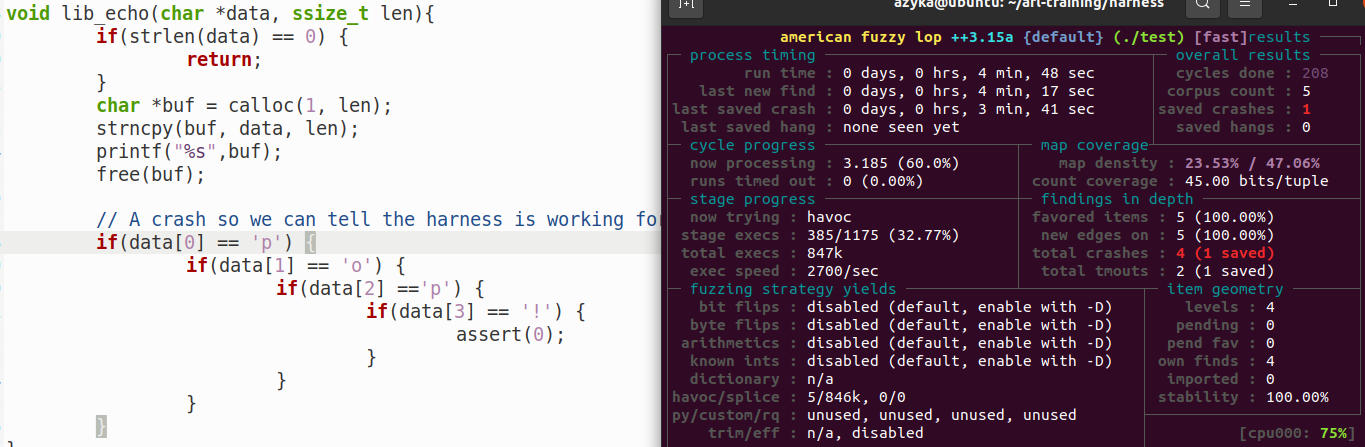 void lib_echo(char *data, ssize_t len){
if(strlen(data) == 0) {
return;
}
char *buf = calloc(1, len);
strncpy(buf, data, len);
printf("%s",buf);
free(buf);
// A crash so we can tell the harness is working for
if(data[0] == 'p') {
if(data[1] == 'o') {
if(data[2] =='p') {
if(data[3] == '!') {
assert(0);
}
}
}
}
azyka@ubuntu: ~/afl-training/harness
american fuzzy lop ++3.15a {default} (./test) [fast]results
process timing
overall results
run time : 0 days, 0 hrs, 4 min, 48 sec
cycles done : 208
last new find : 0 days, 0 hrs, 4 min, 17 sec
corpus count : 5
last saved crash : 0 days, 0 hrs, 3 min, 41 sec
saved crashes : 1
last saved hang : none seen yet
saved hangs : 0
cycle progress
map coverage
now processing : 3.185 (60.0%)
map density : 23.53% / 47.06%
runs timed out : 0 (0.00%)
count coverage : 45.00 bits/tuple
stage progress
findings in depth
now trying : havoc
favored items : 5 (100.00%)
stage execs : 385/1175 (32.77%)
new edges on : 5 (100.00%)
total execs : 847k
total crashes : 4 (1 saved)
exec speed : 2700/sec
total tmouts : 2 (1 saved)
fuzzing strategy yields
item geometry
bit flips : disabled (default, enable with -D)
levels : 4
byte flips : disabled (default, enable with -D)
pending : 0
arithmetics : disabled (default, enable with -D)
pend fav : 0
known ints : disabled (default, enable with -D)
own finds : 4
dictionary : n/a
imported : 0
havoc/splice : 5/846k, 0/0
stability : 100.00%
py/custom/rq : unused, unused, unused, unused
trim/eff : n/a, disabled
[cpu000: 75%]